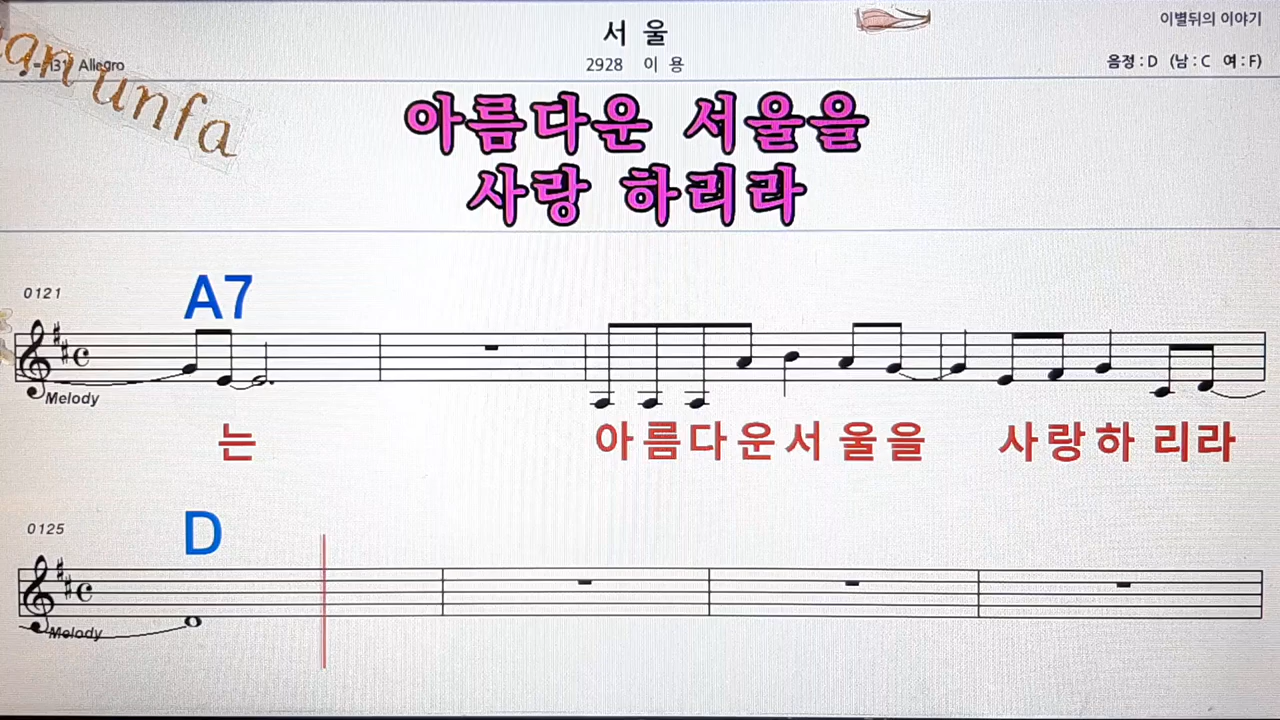 서 울
2928 이 용
이별뒤의 이야기
음정 : D (남 : C 여 : F)
Allegro
unfa
아름다운 서울을
사랑 하리라
0121
A7
Melody
는
아름다운서 울을 사랑하 리라
0125
D
Melody